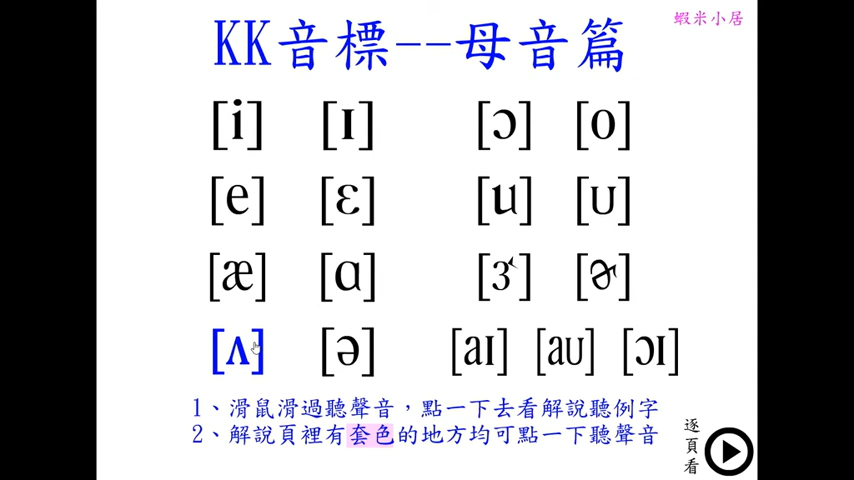 蝦米小居
KK音標--母音篇
[i] [ɪ] [ɔ] [o]
[e] [ɛ] [u] [ʊ]
[æ] [ɑ] [ɝ] [ɚ]
[ʌ] [ə] [aɪ] [aʊ] [ɔɪ]
1、滑鼠滑過聽聲音，點一下去看解說聽例字
2、解說頁裡有套色的地方均可點一下聽聲音
逐頁看